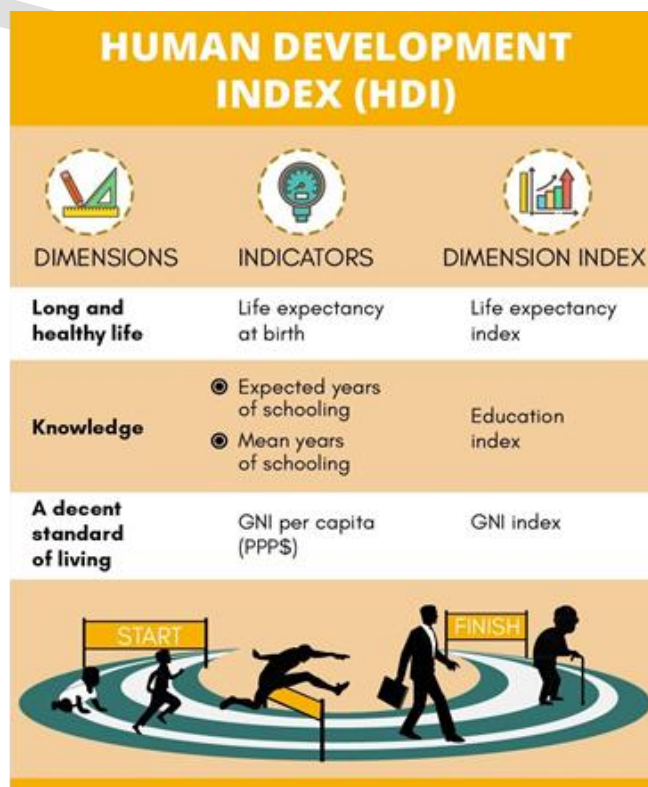 HUMAN DEVELOPMENT
INDEX (HDI)
DIMENSIONS
INDICATORS
DIMENSION INDEX
Long and
healthy life
Life expectancy
at birth
Life expectancy
index
Knowledge
Expected years
of schooling
Mean years
of schooling
Education
index
A decent
standard
of living
GNI per capita
(PPP$)
GNI index
START
FINISH